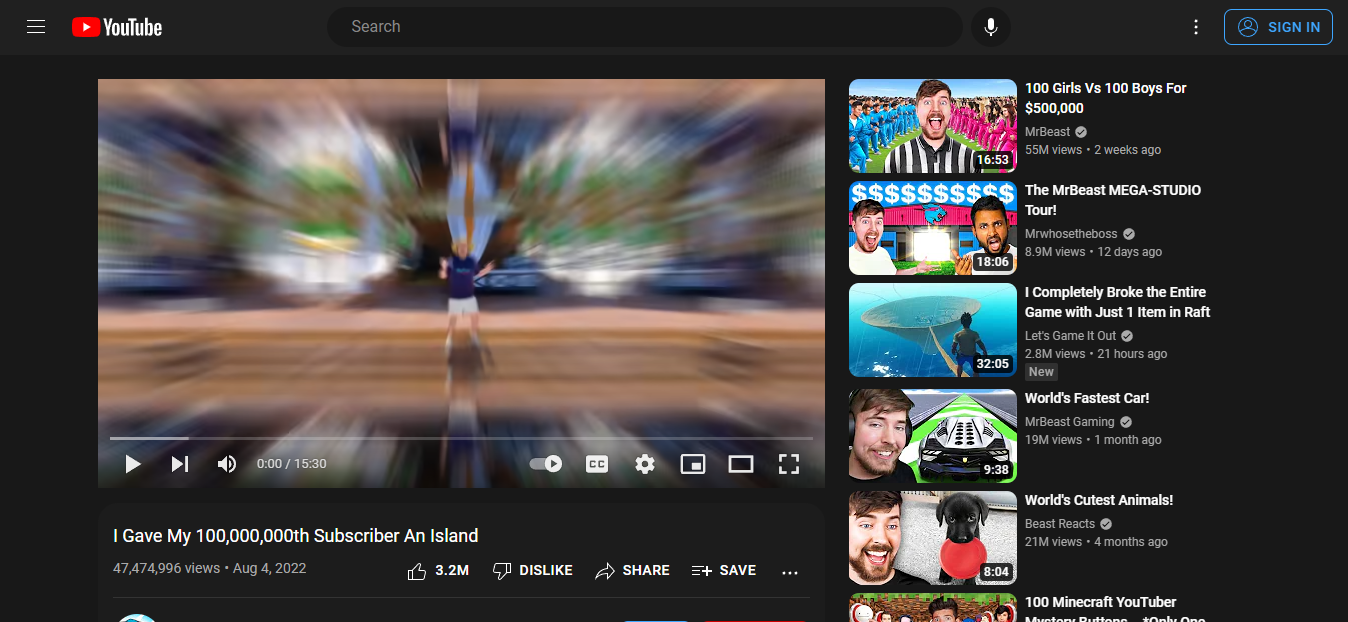 YouTube
Search
SIGN IN
0:00 / 15:30
CC
I Gave My 100,000,000th Subscriber An Island
47,474,996 views • Aug 4, 2022
3.2M
DISLIKE
SHARE
SAVE
...
16:53
100 Girls Vs 100 Boys For
$500,000
MrBeast
55M views • 2 weeks ago
$$$$$$$$$$
18:06
The MrBeast MEGA-STUDIO
Tour!
Mrwhosetheboss
8.9M views • 12 days ago
32:05
I Completely Broke the Entire
Game with Just 1 Item in Raft
Let's Game It Out
2.8M views • 21 hours ago
New
9:38
World's Fastest Car!
MrBeast Gaming
19M views • 1 month ago
8:04
World's Cutest Animals!
Beast Reacts
21M views • 4 months ago
100 Minecraft YouTuber
Mystery Buttons... *Only One